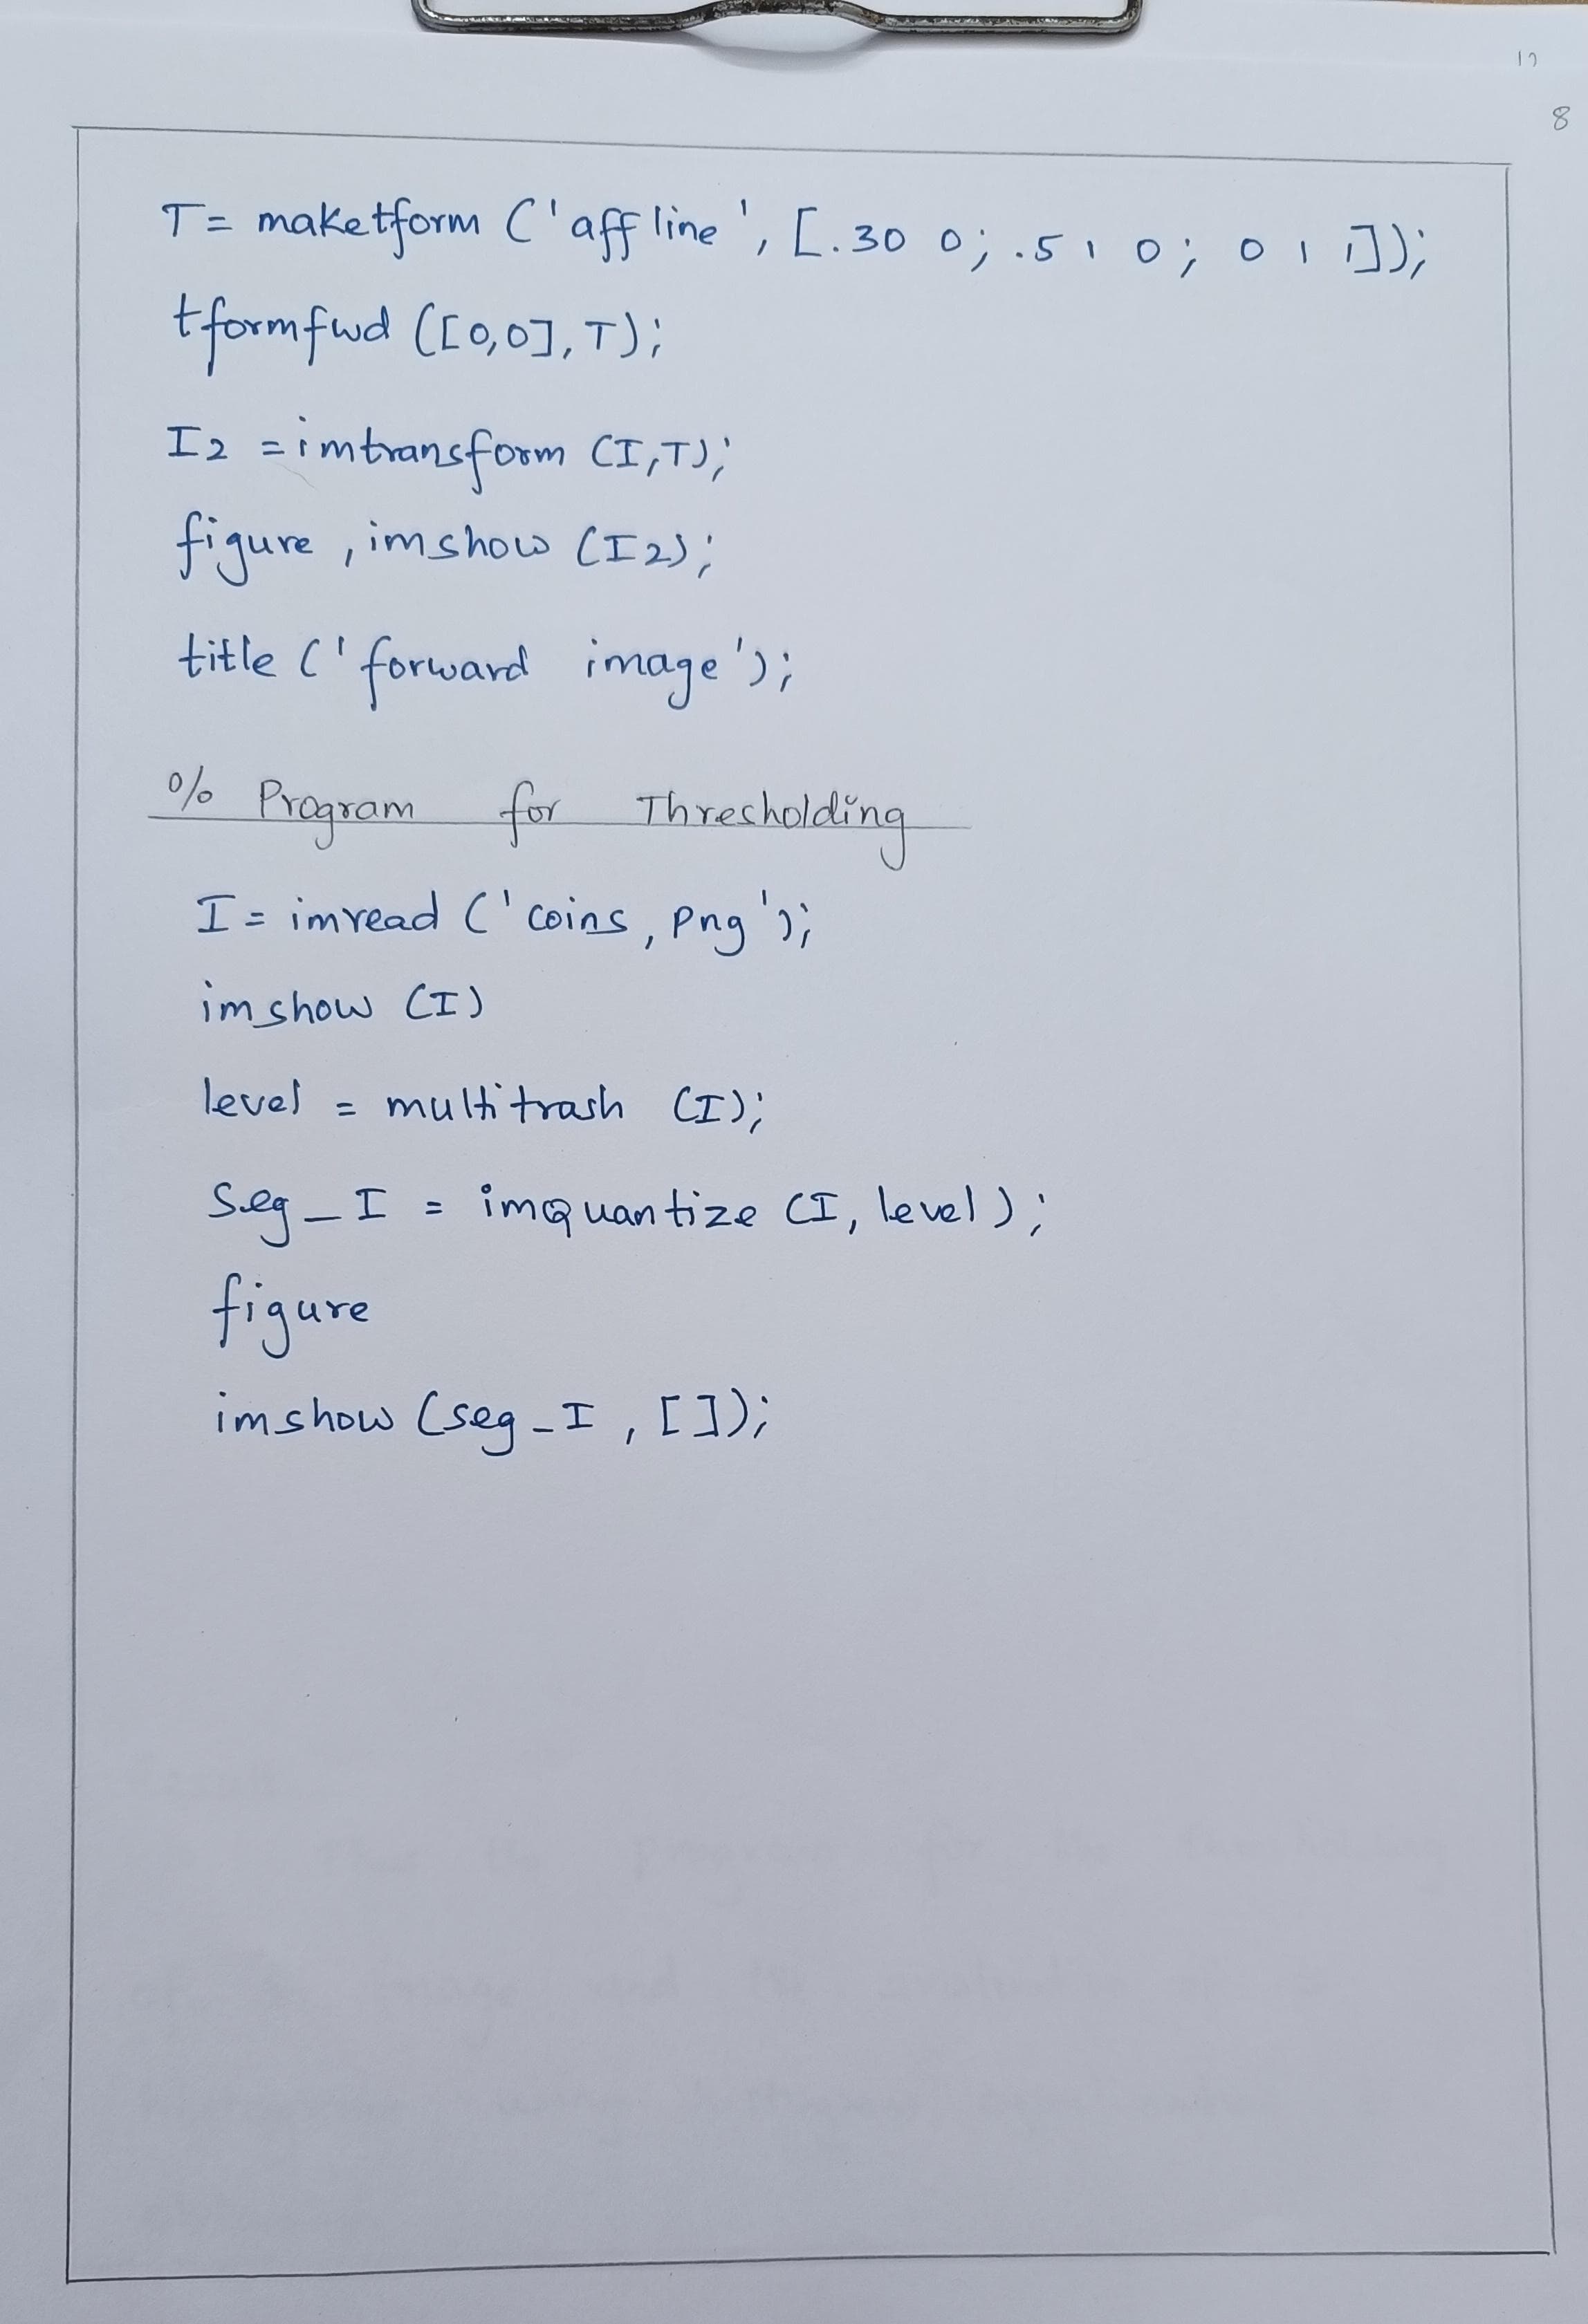 8
T= maketform ('affline', [.30 0; .5 1 0; 0 1 1]);
tformfwd ([0,0], T);
I2 = imtransform (I,T);
figure, imshow (I2);
title ('forward image');
% Program for Thresholding
I = imread ('coins, png');
imshow (I)
level = multitrash (I);
Seg_I = imquantize (I, level);
figure
imshow (seg_I, []);